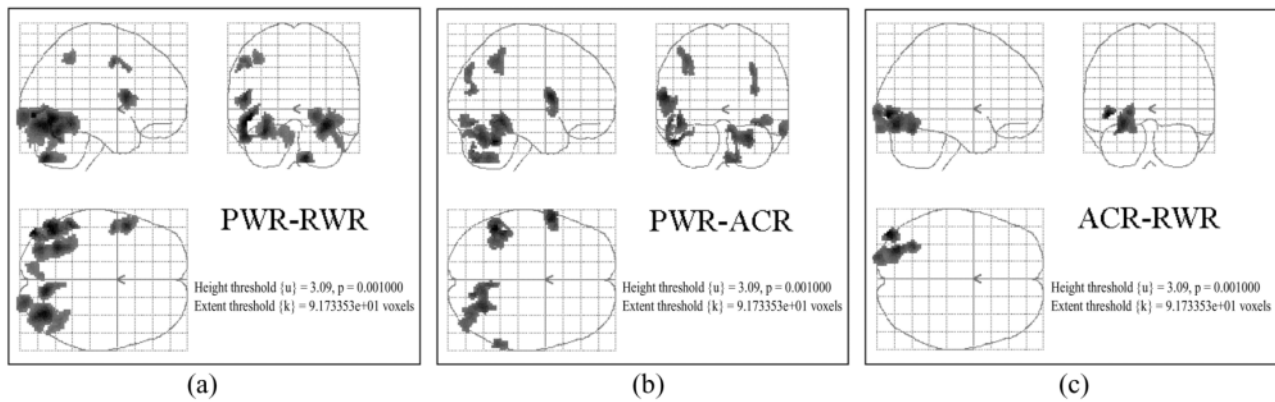 PWR-RWR
Height threshold {u} = 3.09, p = 0.001000
Extent threshold {k} = 9.173353e+01 voxels
PWR-ACR
Height threshold {u} = 3.09, p = 0.001000
Extent threshold {k} = 9.173353e+01 voxels
ACR-RWR
Height threshold {u} = 3.09, p = 0.001000
Extent threshold {k} = 9.173353e+01 voxels
(a)
(b)
(c)